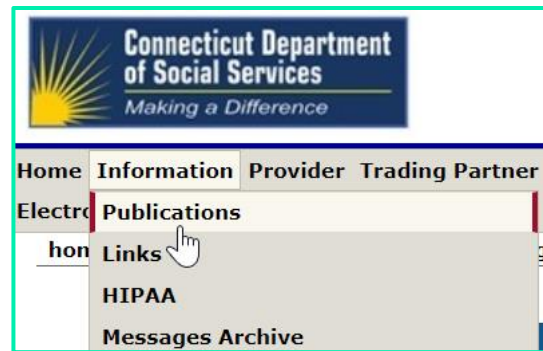 Connecticut Department
of Social Services
Making a Difference
Home Information Provider Trading Partner
Publications
Links
HIPAA
Messages Archive